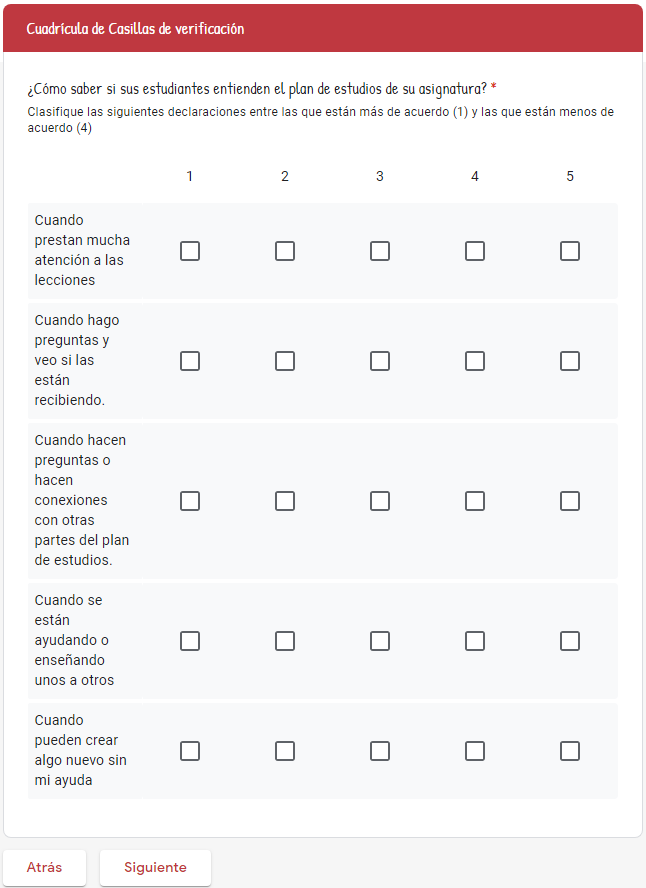 Cuadrícula de Casillas de verificación
¿Cómo saber si sus estudiantes entienden el plan de estudios de su asignatura? *
Clasifique las siguientes declaraciones entre las que están más de acuerdo (1) y las que están menos de
acuerdo (4)
1 2 3 4 5
Cuando
prestan mucha
atención a las
lecciones
Cuando hago
preguntas y
veo si las
están
recibiendo.
Cuando hacen
preguntas o
hacen
conexiones
con otras
partes del plan
de estudios.
Cuando se
están
ayudando o
enseñando
unos a otros
Cuando
pueden crear
algo nuevo sin
mi ayuda
Atrás Siguiente